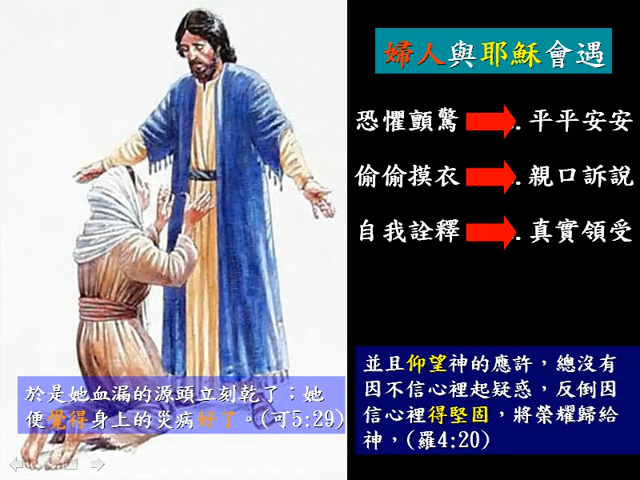 婦人與耶穌會遇
恐懼顫驚 ..平平安安
偷偷摸衣 ..親口訴說
自我詮釋 ..真實領受
於是她血漏的源頭立刻乾了；她
便覺得身上的災病好了。(可5:29)
並且仰望神的應許，總沒有
因不信心裡起疑惑，反倒因
信心裡得堅固，將榮耀歸給
神，(羅4:20)